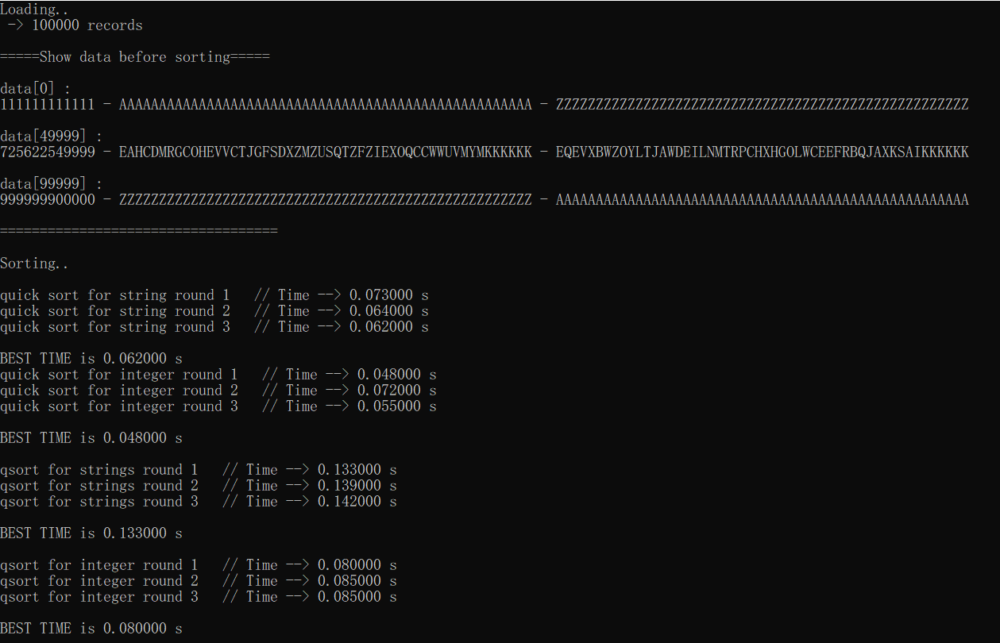 Loading..
-> 100000 records
=====Show data before sorting=====
data[0] :
111111111111 - AAAAAAAAAAAAAAAAAAAAAAAAAAAAAAAAAAAAAAAAAAAAAAAAAAAA - ZZZZZZZZZZZZZZZZZZZZZZZZZZZZZZZZZZZZZZZZZZZZZZZZZZZZ
data[49999] :
725622549999 - EAHCDMRGCOHEVVCTJGFSDXZMZUSQTZFZIEXOQCCWWUVMYMKKKKKK - EQEVXBWZOYLTJAWDEILNMTRPCHXHGOLWCEEFRBQJAXKSAIKKKKKK
data[99999] :
999999900000 - ZZZZZZZZZZZZZZZZZZZZZZZZZZZZZZZZZZZZZZZZZZZZZZZZZZZZ - AAAAAAAAAAAAAAAAAAAAAAAAAAAAAAAAAAAAAAAAAAAAAAAAAAAA
===================================
Sorting..
quick sort for string round 1   // Time --> 0.073000 s
quick sort for string round 2   // Time --> 0.064000 s
quick sort for string round 3   // Time --> 0.062000 s
BEST TIME is 0.062000 s
quick sort for integer round 1   // Time --> 0.048000 s
quick sort for integer round 2   // Time --> 0.072000 s
quick sort for integer round 3   // Time --> 0.055000 s
BEST TIME is 0.048000 s
qsort for strings round 1   // Time --> 0.133000 s
qsort for strings round 2   // Time --> 0.139000 s
qsort for strings round 3   // Time --> 0.142000 s
BEST TIME is 0.133000 s
qsort for integer round 1   // Time --> 0.080000 s
qsort for integer round 2   // Time --> 0.085000 s
qsort for integer round 3   // Time --> 0.085000 s
BEST TIME is 0.080000 s